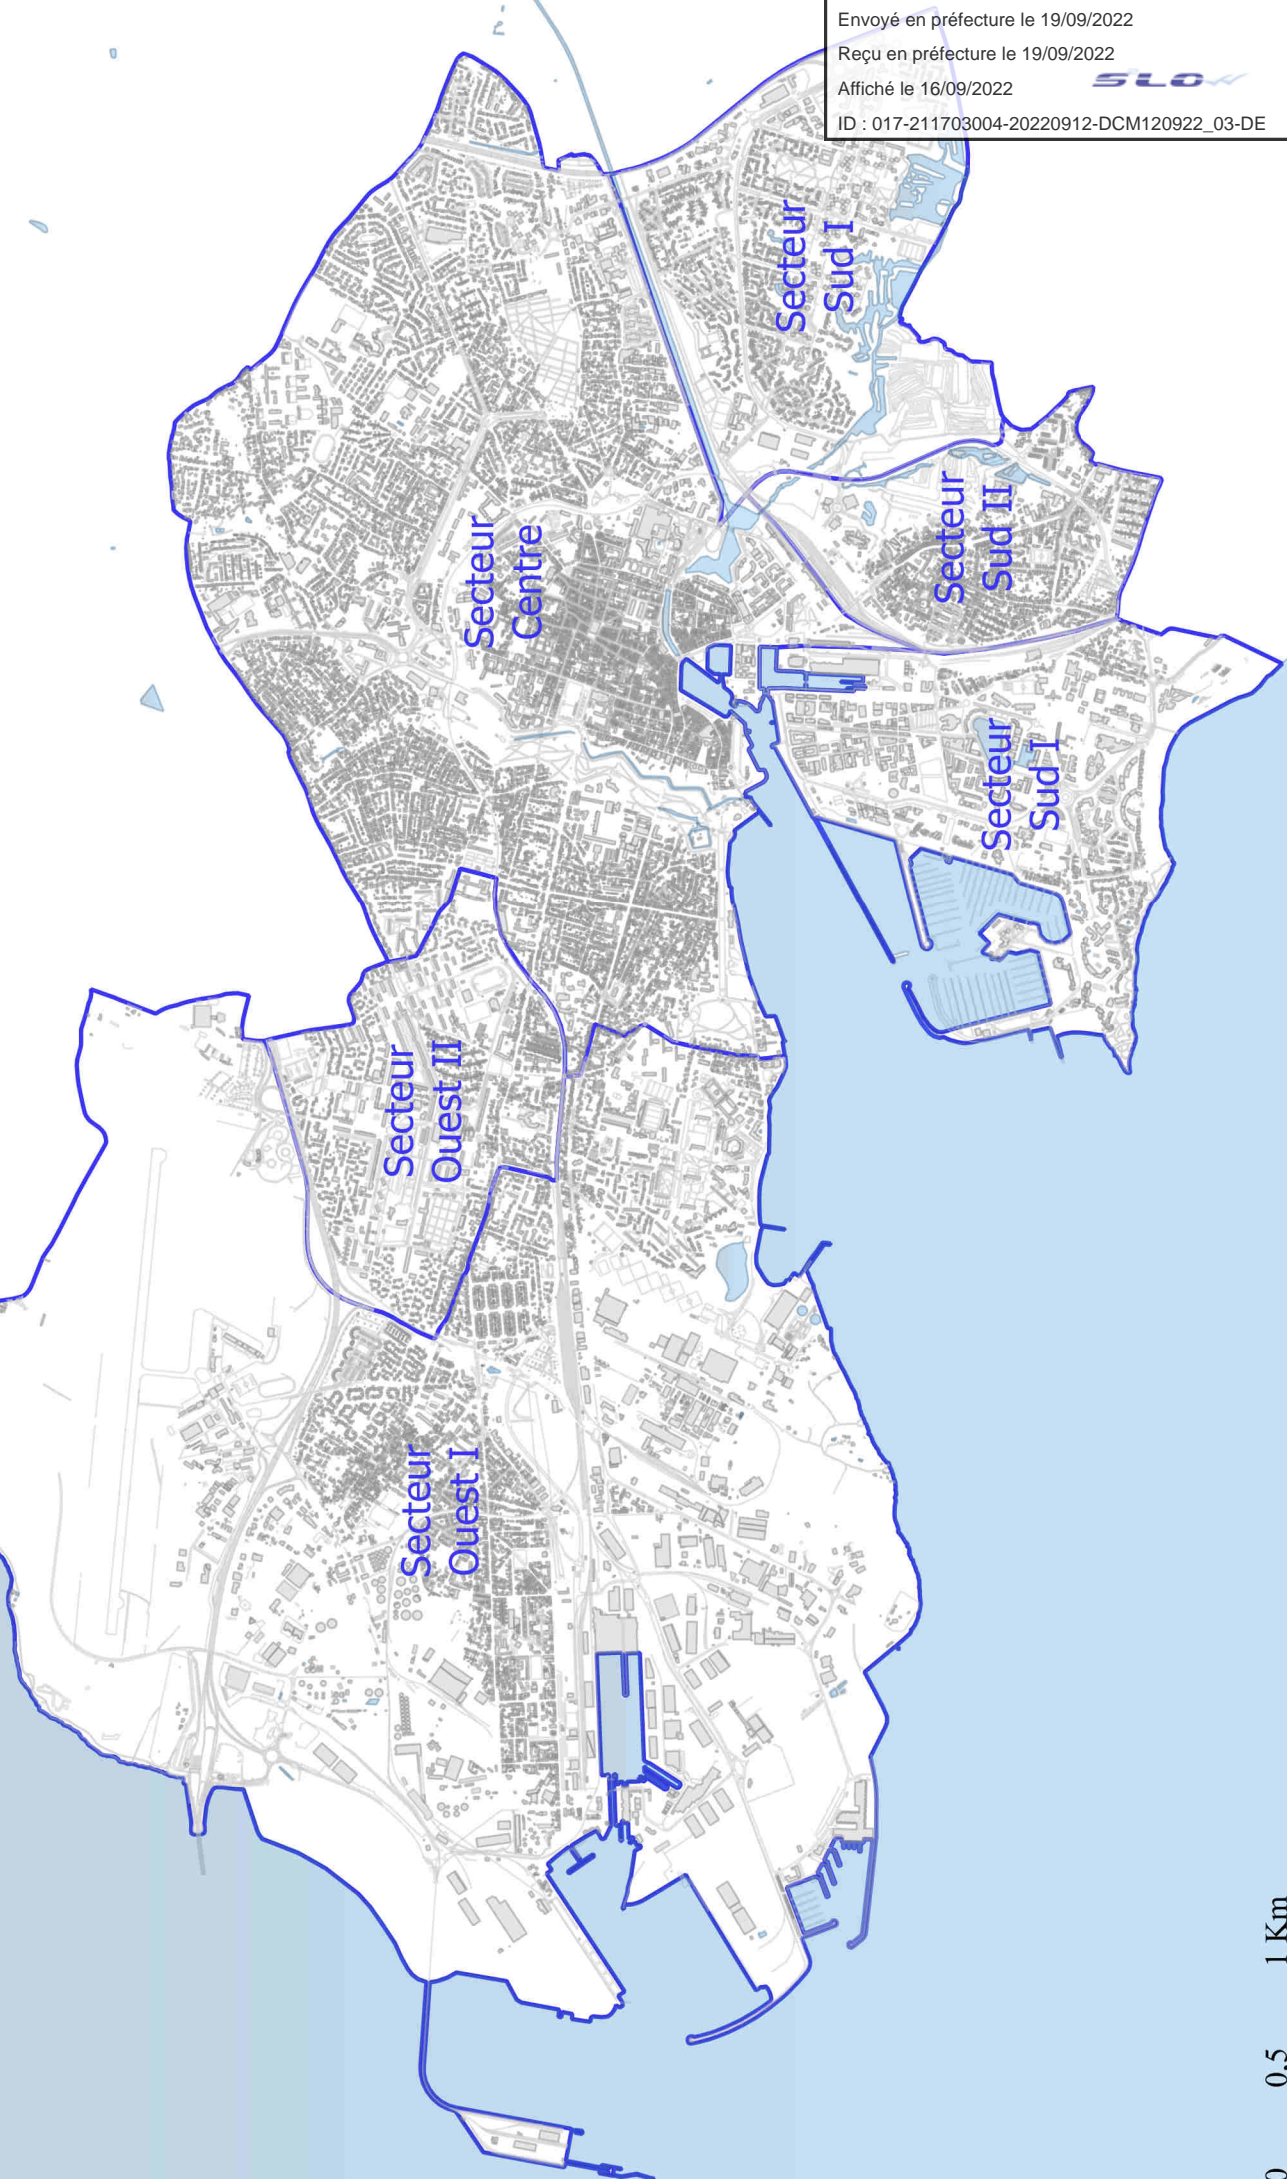 Envoyé en préfecture le 19/09/2022
Reçu en préfecture le 19/09/2022
Affiché le 16/09/2022
SLOW
ID : 017-211703004-20220912-DCM120922_03-DE
Secteur
Sud I
Secteur
Centre
Secteur
Sud II
Secteur
Sud I
Secteur
Ouest II
Secteur
Ouest I
0 0.5 1 Km